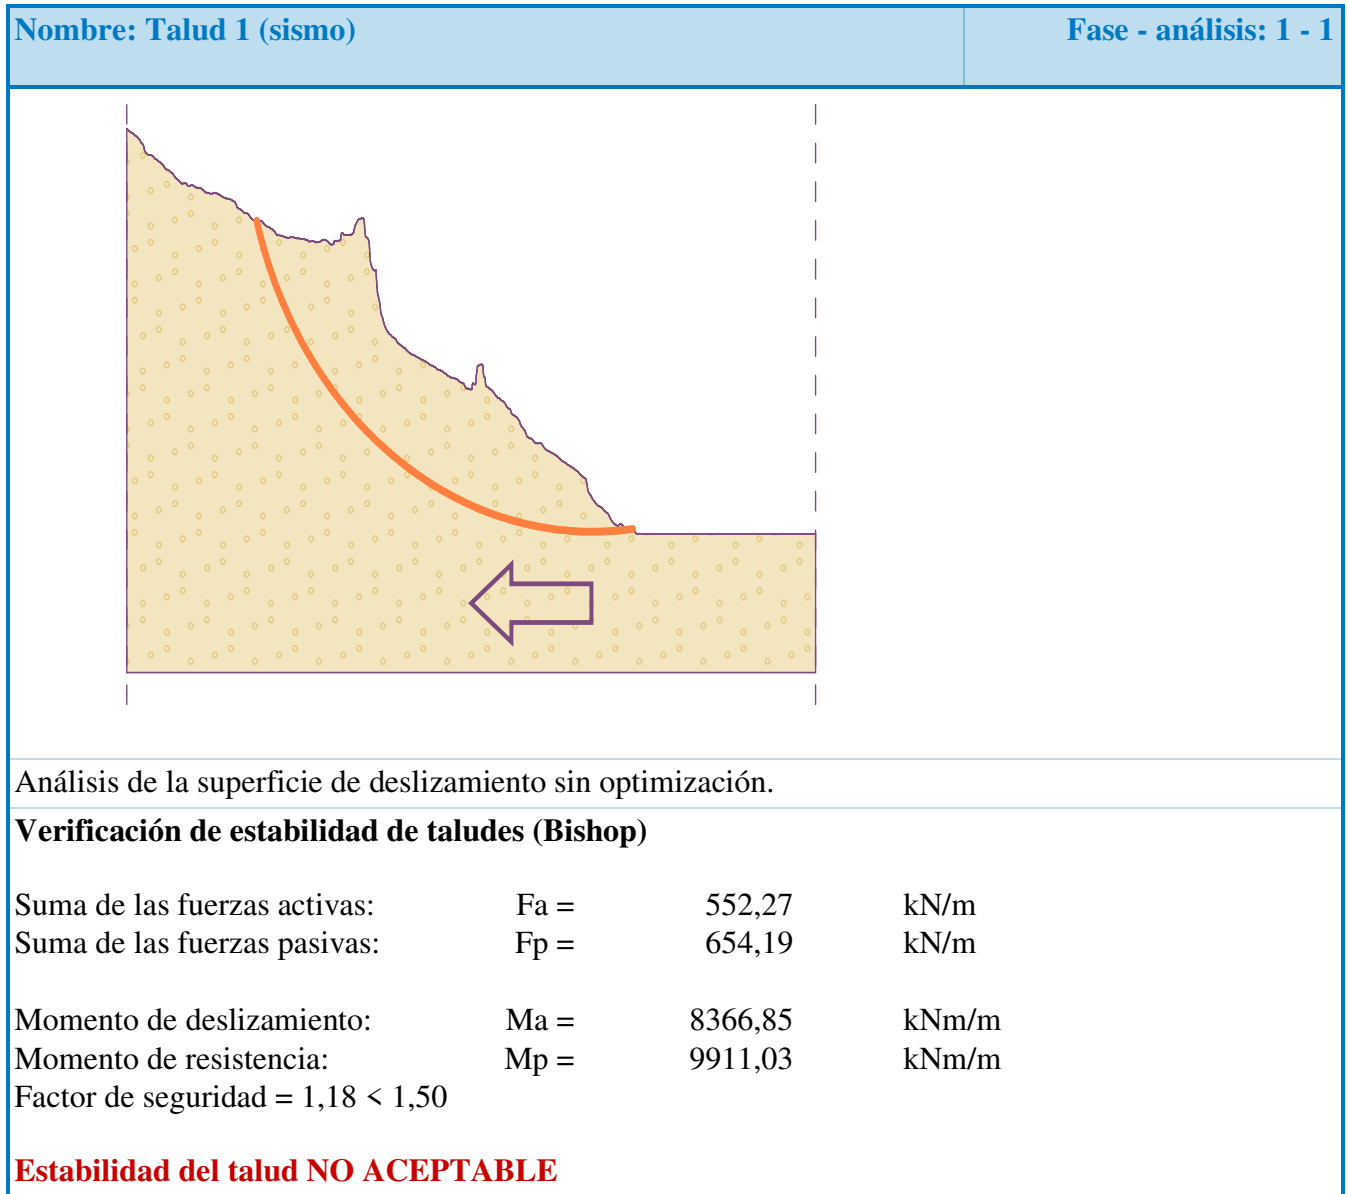 Nombre: Talud 1 (sismo) Fase - análisis: 1 - 1
Análisis de la superficie de deslizamiento sin optimización.
Verificación de estabilidad de taludes (Bishop)
Suma de las fuerzas activas: Fa = 552,27 kN/m
Suma de las fuerzas pasivas: Fp = 654,19 kN/m
Momento de deslizamiento: Ma = 8366,85 kNm/m
Momento de resistencia: Mp = 9911,03 kNm/m
Factor de seguridad = 1,18 < 1,50
Estabilidad del talud NO ACEPTABLE